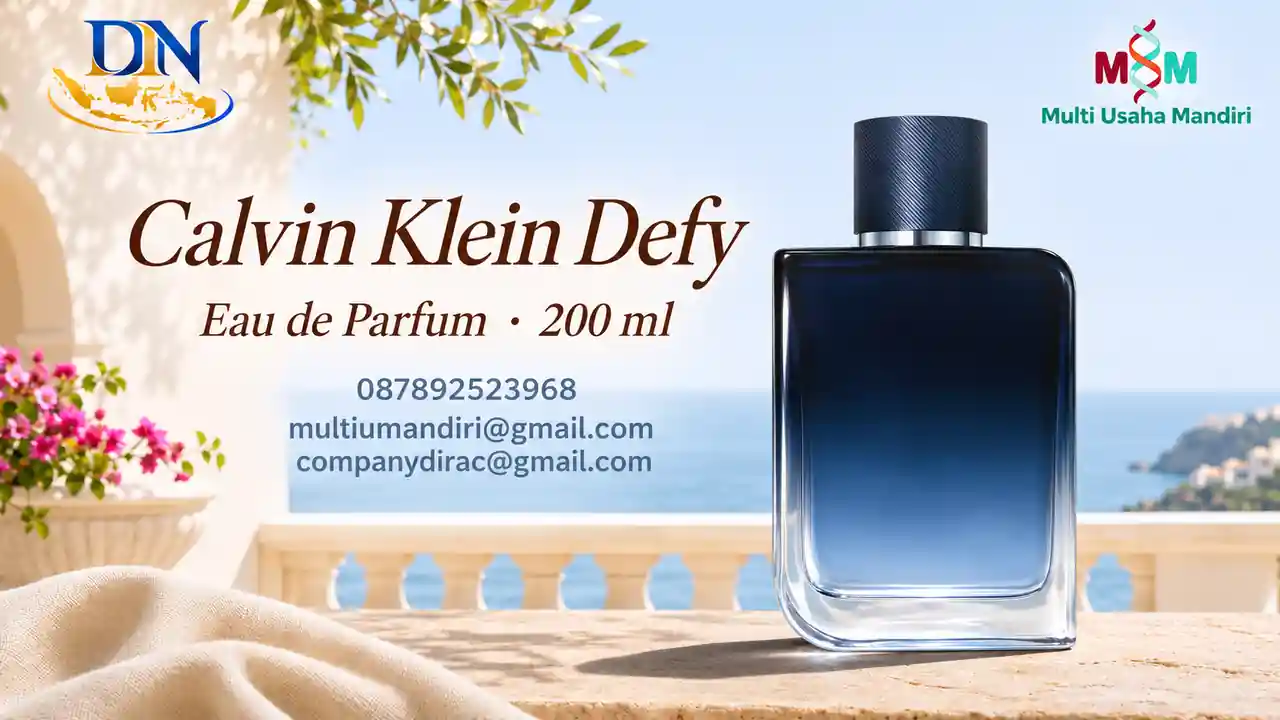 DIN
MSM
Multi Usaha Mandiri
Calvin Klein Defy
Eau de Parfum · 200 ml
087892523968
multiumandiri@gmail.com
companydirac@gmail.com